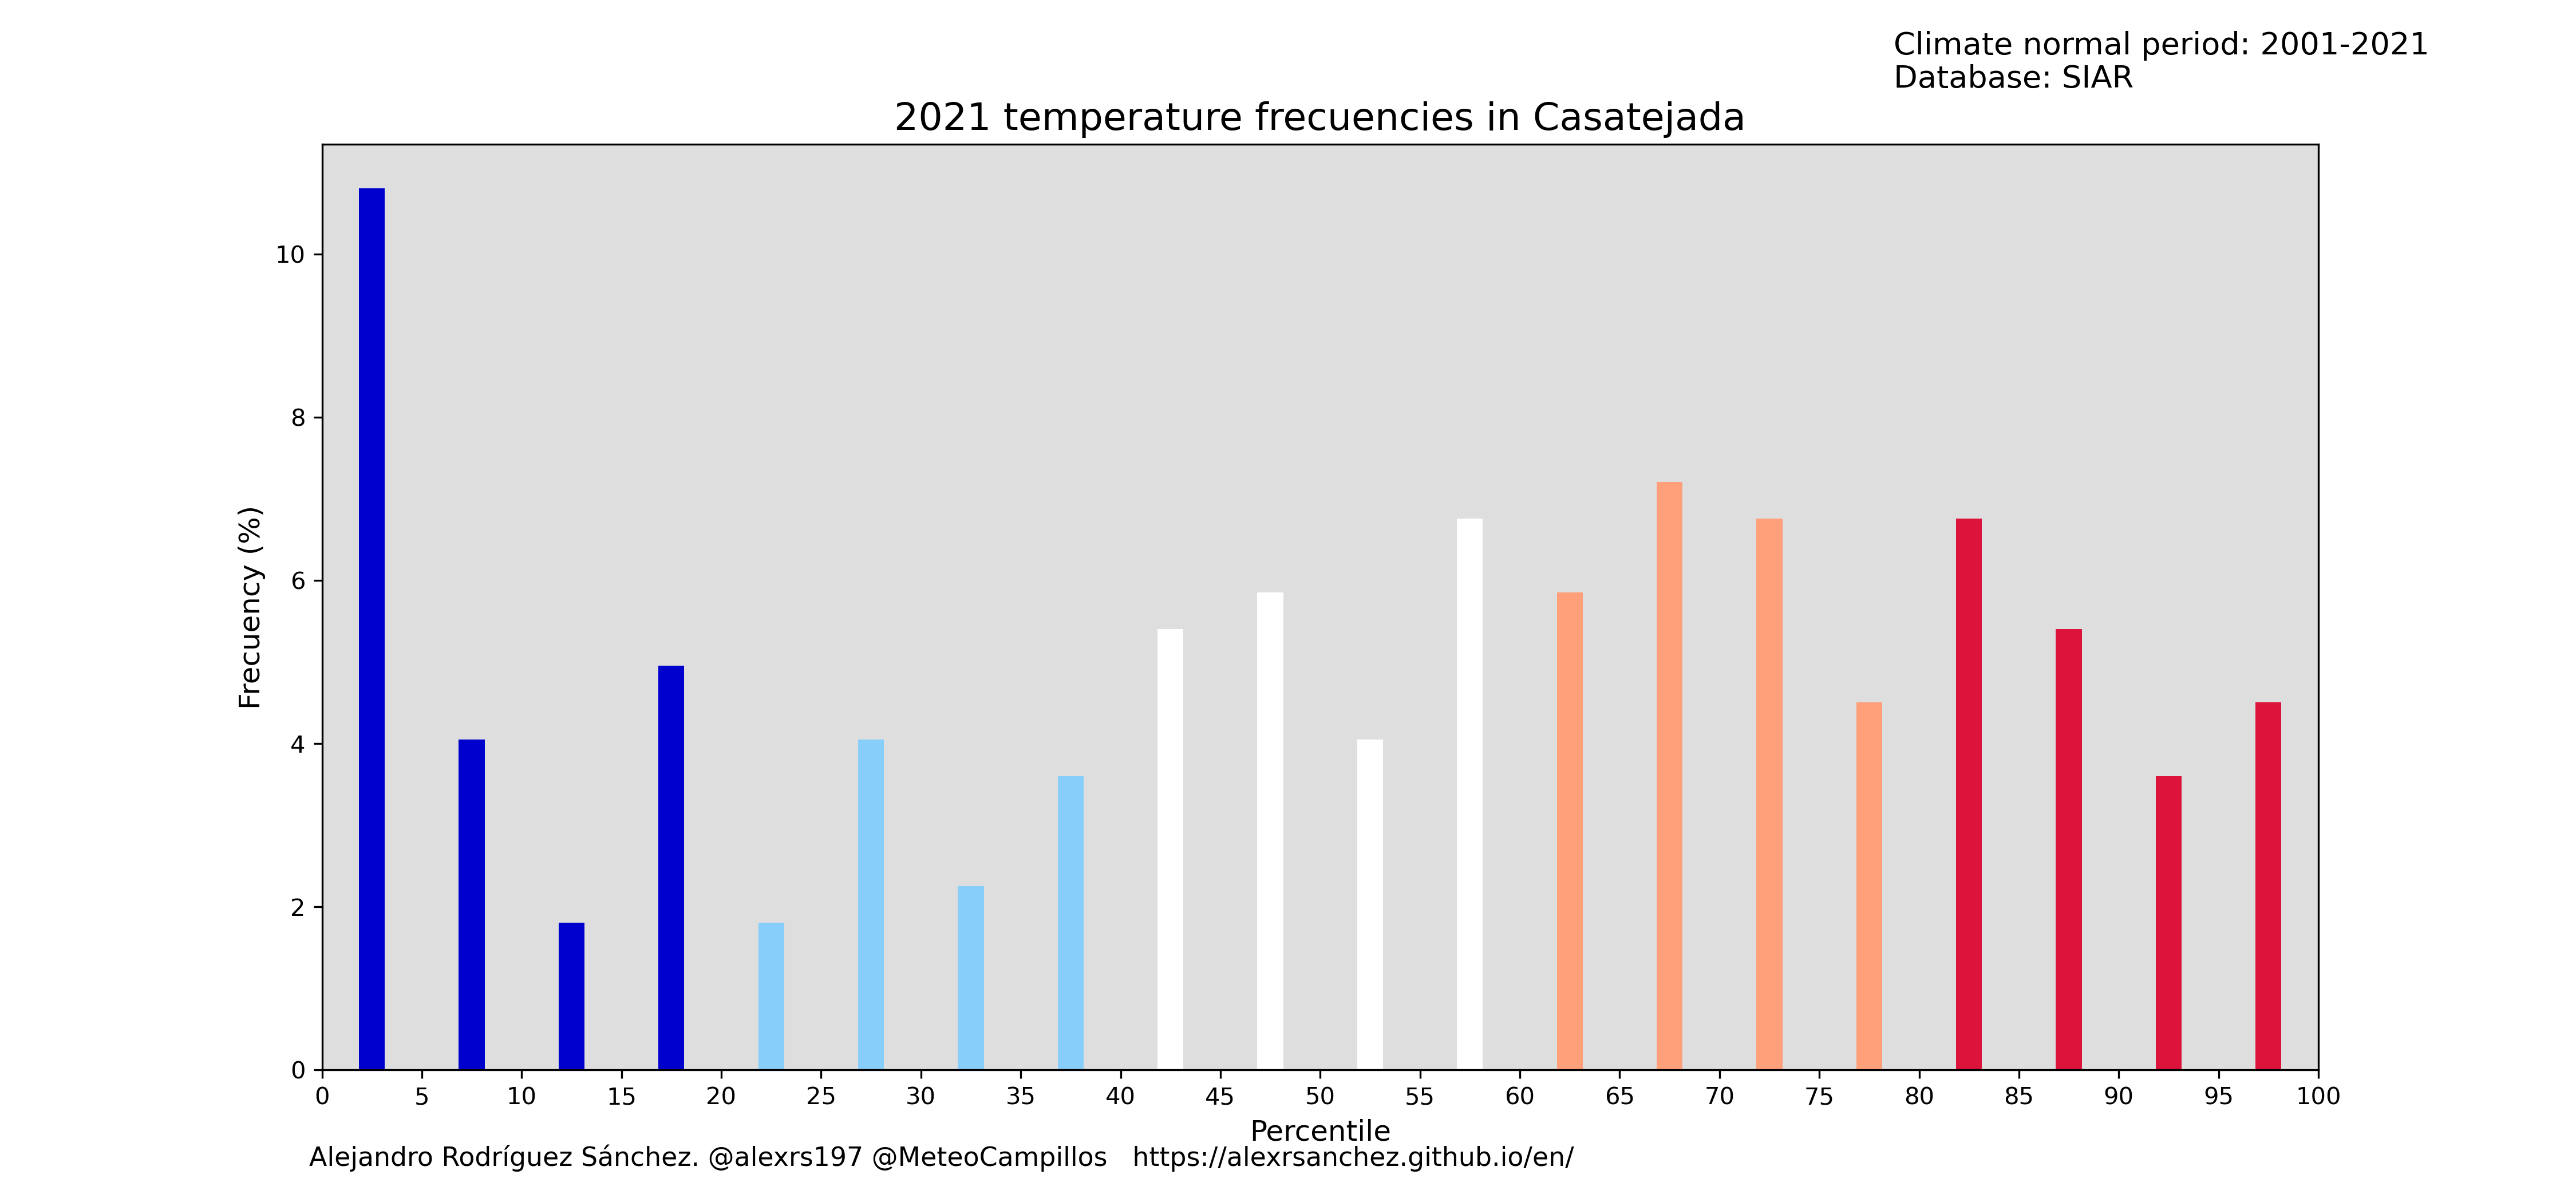 Climate normal period: 2001-2021
Database: SIAR
2021 temperature frecuencies in Casatejada
Frecuency (%)
10
8
6
4
2
0
0 5 10 15 20 25 30 35 40 45 50 55 60 65 70 75 80 85 90 95 100
Percentile
Alejandro Rodríguez Sánchez. @alexrs197 @MeteoCampillos https://alexrsanchez.github.io/en/